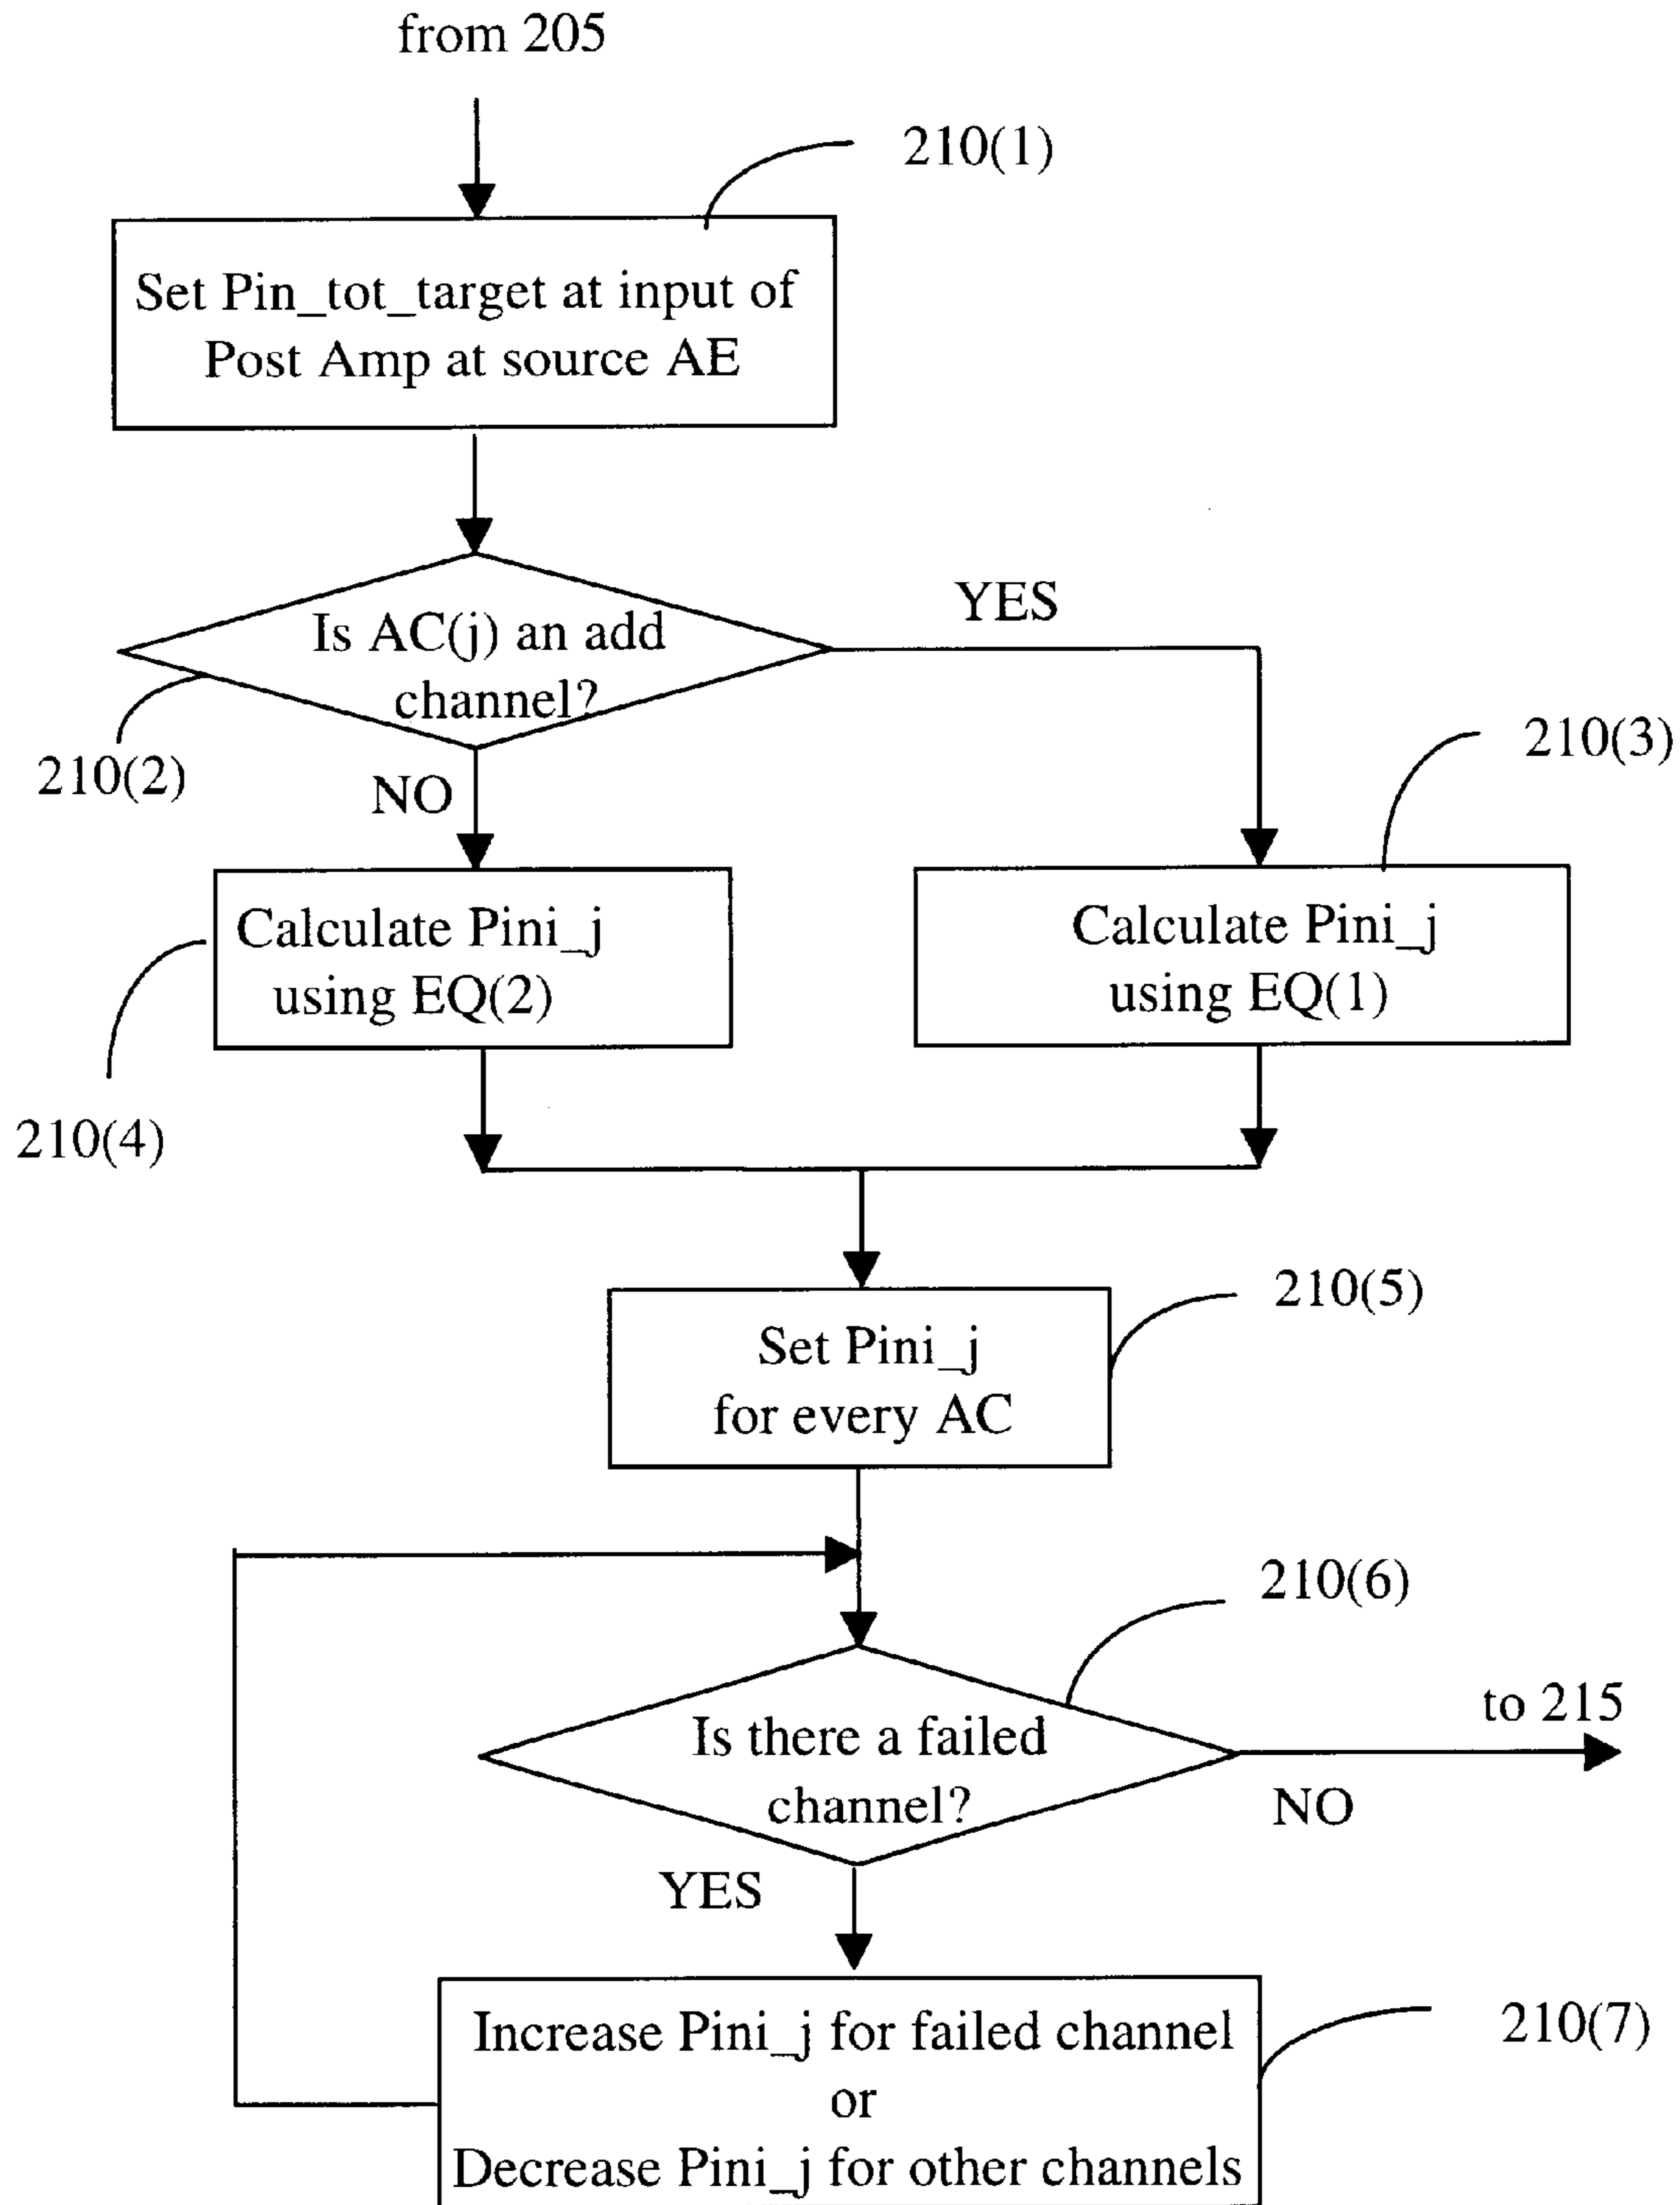 from 205
210(1)
Set Pin_tot_target at input of
Post Amp at source AE
Is AC(j) an add
channel?
YES
210(2)
NO
210(3)
Calculate Pini_j
using EQ(2)
Calculate Pini_j
using EQ(1)
210(4)
Set Pini_j
for every AC
210(5)
210(6)
Is there a failed
channel?
to 215
NO
YES
Increase Pini_j for failed channel
or
Decrease Pini_j for other channels
210(7)